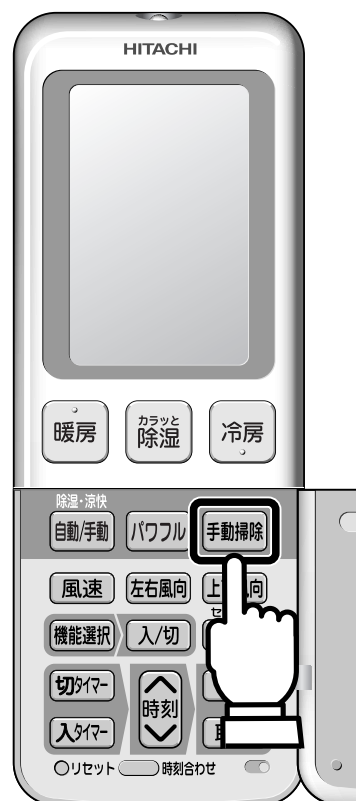 HITACHI
暖房
カラッと
除湿
冷房
除湿・涼快
自動/手動
パワフル
手動掃除
風速
左右風向
上 向
機能選択
入/切
切タイマー
時刻
入タイマー
リセット
時刻合わせ